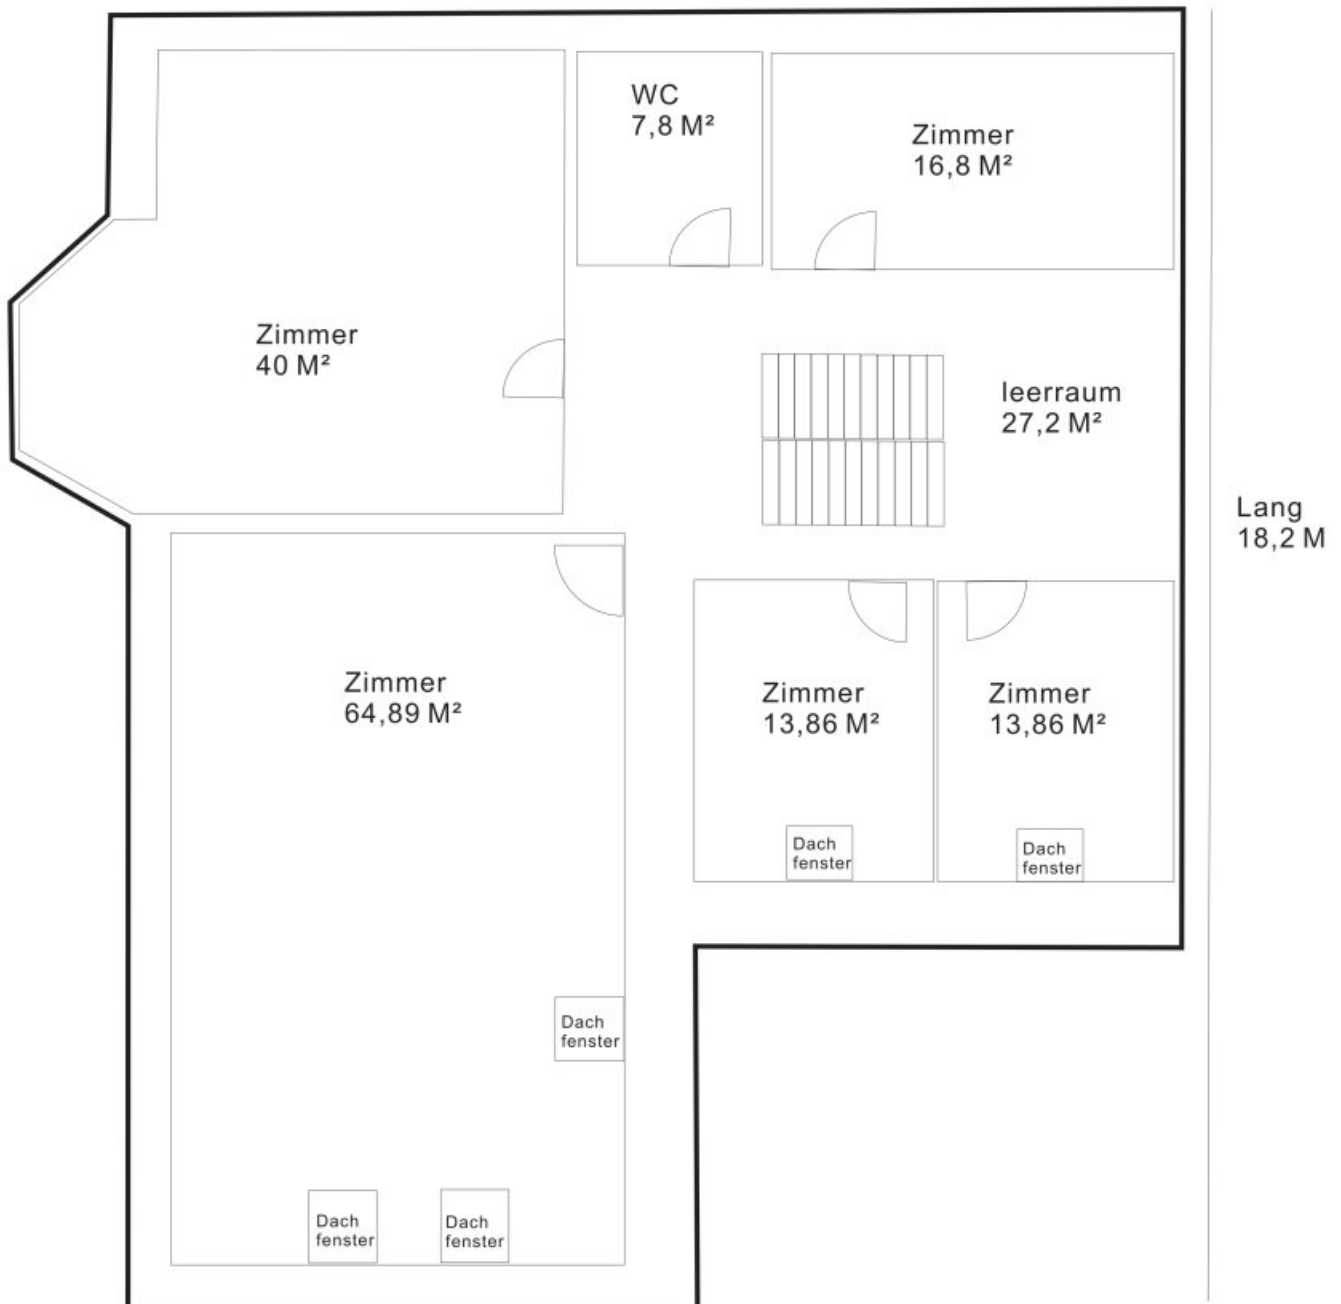 WC
7,8 M²
Zimmer
16,8 M²
Zimmer
40 M²
leerraum
27,2 M²
Lang
18,2 M
Zimmer
64,89 M²
Zimmer
13,86 M²
Zimmer
13,86 M²
Dach
fenster
Dach
fenster
Dach
fenster
Dach
fenster
Dach
fenster